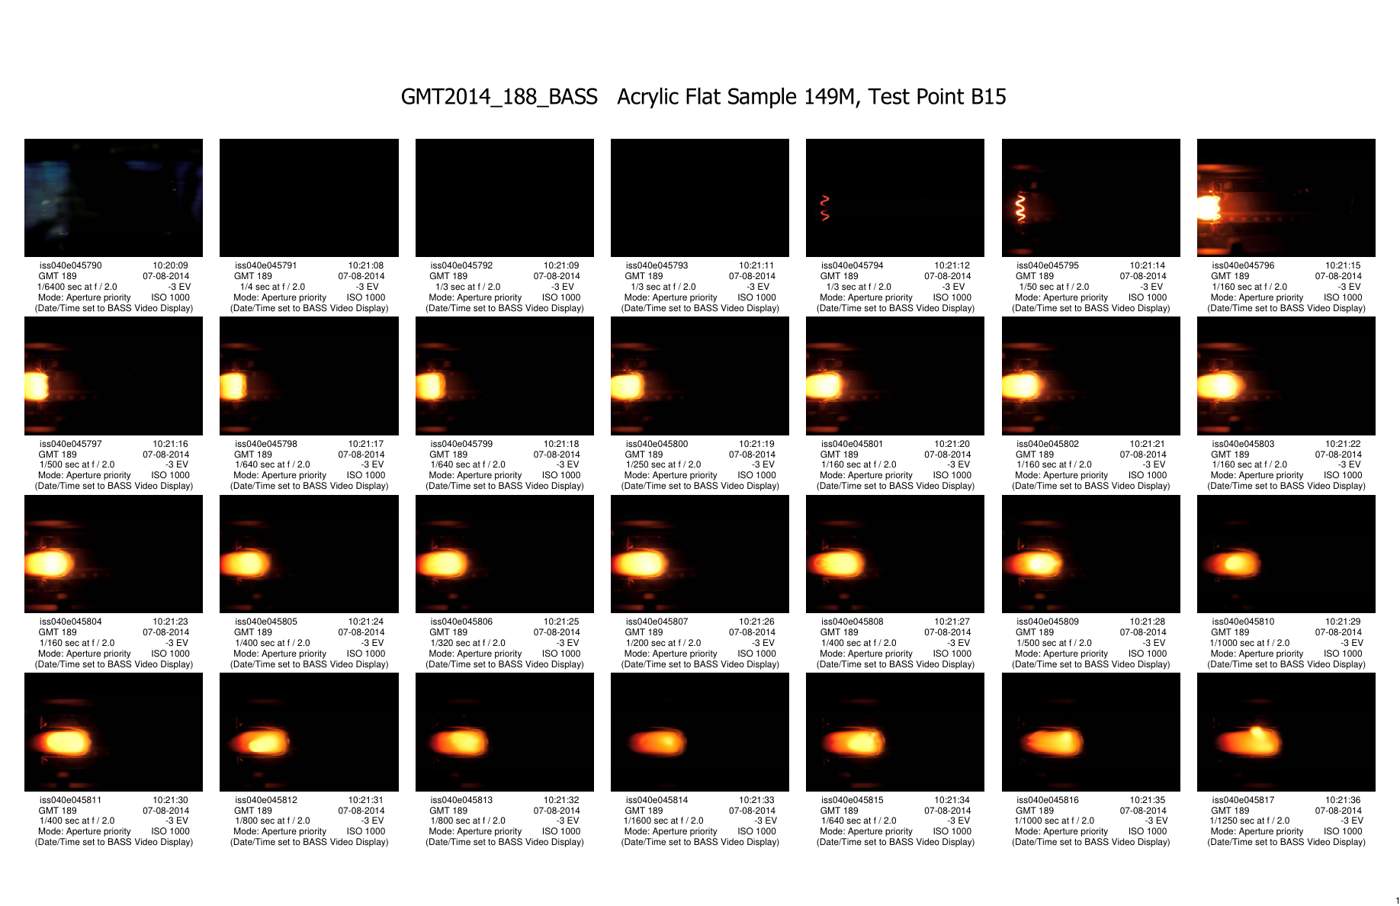 GMT2014_188_BASS Acrylic Flat Sample 149M, Test Point B15
iss040e045790 10:20:09
GMT 189 07-08-2014
1/6400 sec at f / 2.0 -3 EV
Mode: Aperture priority ISO 1000
(Date/Time set to BASS Video Display)
iss040e045791 10:21:08
GMT 189 07-08-2014
1/4 sec at f / 2.0 -3 EV
Mode: Aperture priority ISO 1000
(Date/Time set to BASS Video Display)
iss040e045792 10:21:09
GMT 189 07-08-2014
1/3 sec at f / 2.0 -3 EV
Mode: Aperture priority ISO 1000
(Date/Time set to BASS Video Display)
iss040e045793 10:21:11
GMT 189 07-08-2014
1/3 sec at f / 2.0 -3 EV
Mode: Aperture priority ISO 1000
(Date/Time set to BASS Video Display)
iss040e045794 10:21:12
GMT 189 07-08-2014
1/3 sec at f / 2.0 -3 EV
Mode: Aperture priority ISO 1000
(Date/Time set to BASS Video Display)
iss040e045795 10:21:14
GMT 189 07-08-2014
1/50 sec at f / 2.0 -3 EV
Mode: Aperture priority ISO 1000
(Date/Time set to BASS Video Display)
iss040e045796 10:21:15
GMT 189 07-08-2014
1/160 sec at f / 2.0 -3 EV
Mode: Aperture priority ISO 1000
(Date/Time set to BASS Video Display)
iss040e045797 10:21:16
GMT 189 07-08-2014
1/500 sec at f / 2.0 -3 EV
Mode: Aperture priority ISO 1000
(Date/Time set to BASS Video Display)
iss040e045798 10:21:17
GMT 189 07-08-2014
1/640 sec at f / 2.0 -3 EV
Mode: Aperture priority ISO 1000
(Date/Time set to BASS Video Display)
iss040e045799 10:21:18
GMT 189 07-08-2014
1/640 sec at f / 2.0 -3 EV
Mode: Aperture priority ISO 1000
(Date/Time set to BASS Video Display)
iss040e045800 10:21:19
GMT 189 07-08-2014
1/250 sec at f / 2.0 -3 EV
Mode: Aperture priority ISO 1000
(Date/Time set to BASS Video Display)
iss040e045801 10:21:20
GMT 189 07-08-2014
1/160 sec at f / 2.0 -3 EV
Mode: Aperture priority ISO 1000
(Date/Time set to BASS Video Display)
iss040e045802 10:21:21
GMT 189 07-08-2014
1/160 sec at f / 2.0 -3 EV
Mode: Aperture priority ISO 1000
(Date/Time set to BASS Video Display)
iss040e045803 10:21:22
GMT 189 07-08-2014
1/160 sec at f / 2.0 -3 EV
Mode: Aperture priority ISO 1000
(Date/Time set to BASS Video Display)
iss040e045804 10:21:23
GMT 189 07-08-2014
1/160 sec at f / 2.0 -3 EV
Mode: Aperture priority ISO 1000
(Date/Time set to BASS Video Display)
iss040e045805 10:21:24
GMT 189 07-08-2014
1/400 sec at f / 2.0 -3 EV
Mode: Aperture priority ISO 1000
(Date/Time set to BASS Video Display)
iss040e045806 10:21:25
GMT 189 07-08-2014
1/320 sec at f / 2.0 -3 EV
Mode: Aperture priority ISO 1000
(Date/Time set to BASS Video Display)
iss040e045807 10:21:26
GMT 189 07-08-2014
1/200 sec at f / 2.0 -3 EV
Mode: Aperture priority ISO 1000
(Date/Time set to BASS Video Display)
iss040e045808 10:21:27
GMT 189 07-08-2014
1/400 sec at f / 2.0 -3 EV
Mode: Aperture priority ISO 1000
(Date/Time set to BASS Video Display)
iss040e045809 10:21:28
GMT 189 07-08-2014
1/500 sec at f / 2.0 -3 EV
Mode: Aperture priority ISO 1000
(Date/Time set to BASS Video Display)
iss040e045810 10:21:29
GMT 189 07-08-2014
1/1000 sec at f / 2.0 -3 EV
Mode: Aperture priority ISO 1000
(Date/Time set to BASS Video Display)
iss040e045811 10:21:30
GMT 189 07-08-2014
1/400 sec at f / 2.0 -3 EV
Mode: Aperture priority ISO 1000
(Date/Time set to BASS Video Display)
iss040e045812 10:21:31
GMT 189 07-08-2014
1/800 sec at f / 2.0 -3 EV
Mode: Aperture priority ISO 1000
(Date/Time set to BASS Video Display)
iss040e045813 10:21:32
GMT 189 07-08-2014
1/800 sec at f / 2.0 -3 EV
Mode: Aperture priority ISO 1000
(Date/Time set to BASS Video Display)
iss040e045814 10:21:33
GMT 189 07-08-2014
1/1600 sec at f / 2.0 -3 EV
Mode: Aperture priority ISO 1000
(Date/Time set to BASS Video Display)
iss040e045815 10:21:34
GMT 189 07-08-2014
1/640 sec at f / 2.0 -3 EV
Mode: Aperture priority ISO 1000
(Date/Time set to BASS Video Display)
iss040e045816 10:21:35
GMT 189 07-08-2014
1/1000 sec at f / 2.0 -3 EV
Mode: Aperture priority ISO 1000
(Date/Time set to BASS Video Display)
iss040e045817 10:21:36
GMT 189 07-08-2014
1/1250 sec at f / 2.0 -3 EV
Mode: Aperture priority ISO 1000
(Date/Time set to BASS Video Display)